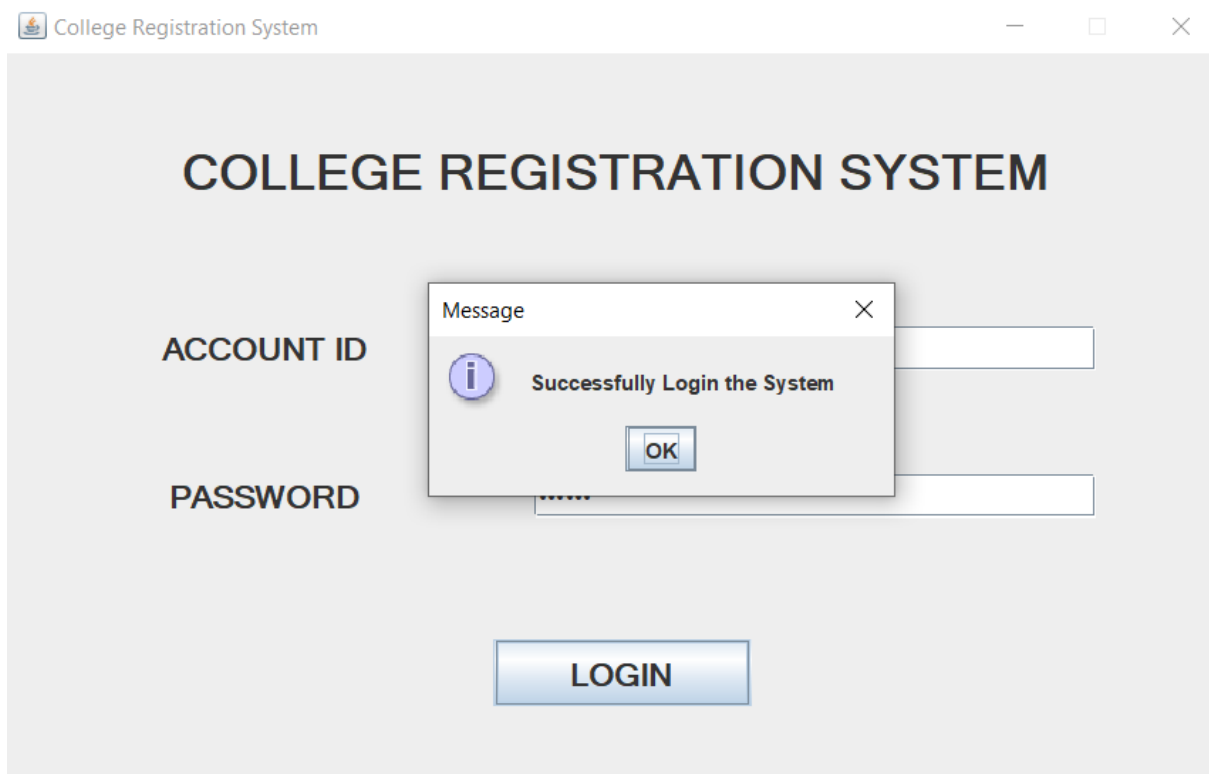 College Registration System
COLLEGE REGISTRATION SYSTEM
Message
ACCOUNT ID
Successfully Login the System
OK
PASSWORD
LOGIN